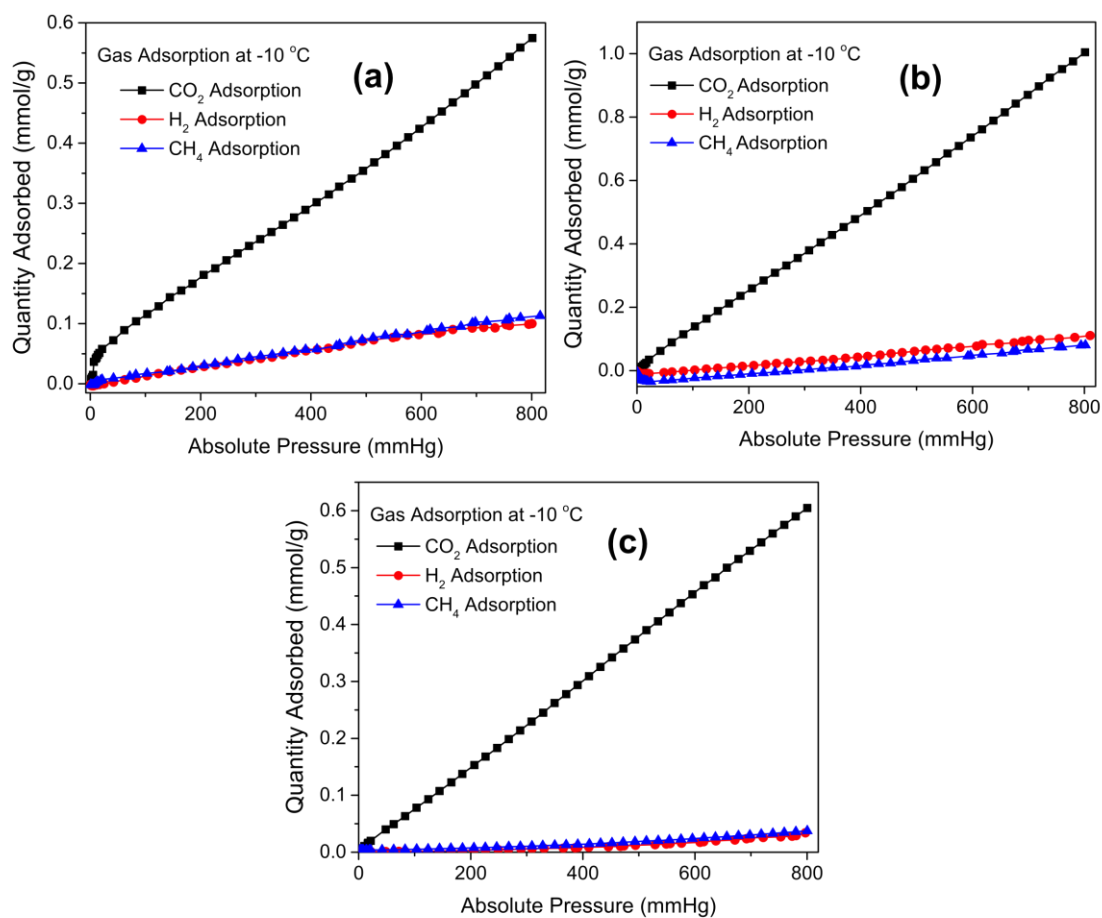 Gas Adsorption at -10 °C
(a)
CO₂ Adsorption
H₂ Adsorption
CH₄ Adsorption
Quantity Adsorbed (mmol/g)
0.6
0.5
0.4
0.3
0.2
0.1
0.0
0 200 400 600 800
Absolute Pressure (mmHg)
Gas Adsorption at -10 °C
(b)
CO₂ Adsorption
H₂ Adsorption
CH₄ Adsorption
Quantity Adsorbed (mmol/g)
1.0
0.8
0.6
0.4
0.2
0.0
0 200 400 600 800
Absolute Pressure (mmHg)
Gas Adsorption at -10 °C
(c)
CO₂ Adsorption
H₂ Adsorption
CH₄ Adsorption
Quantity Adsorbed (mmol/g)
0.6
0.5
0.4
0.3
0.2
0.1
0.0
0 200 400 600 800
Absolute Pressure (mmHg)